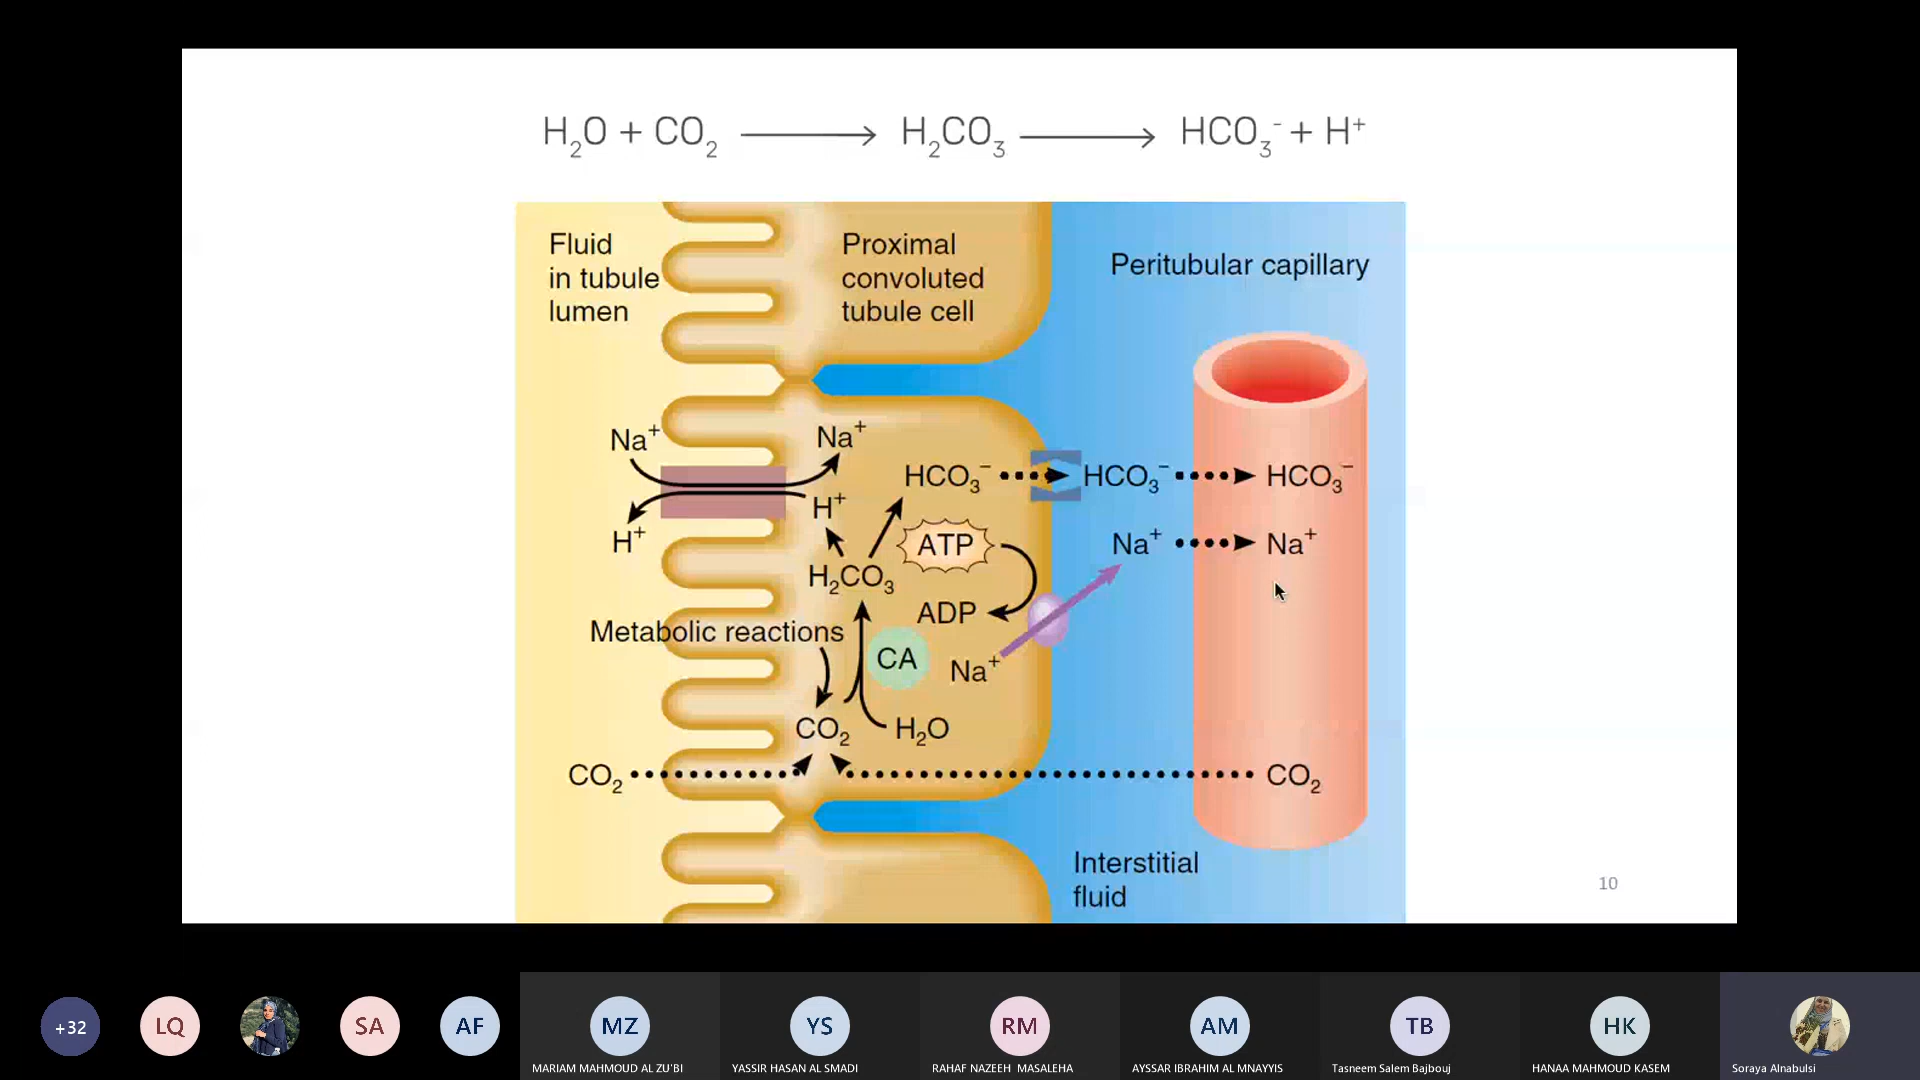 H₂O + CO₂ → H₂CO₃ → HCO₃⁻ + H⁺
Fluid
in tubule
lumen
Proximal
convoluted
tubule cell
Peritubular capillary
Na⁺
Na⁺
HCO₃⁻
HCO₃⁻
HCO₃⁻
H⁺
H⁺
ATP
Na⁺
Na⁺
H₂CO₃
ADP
Metabolic reactions
CA
Na⁺
CO₂
H₂O
CO₂
CO₂
Interstitial
fluid
10
+32
LQ
SA
AF
MZ
YS
RM
AM
TB
HK
MARIAM MAHMOUD AL ZU'BI
YASSIR HASAN AL SMADI
RAHAF NAZEEH MASALEHA
AYSSAR IBRAHIM AL MNAYYIS
Tasneem Salem Bajbouj
HANAA MAHMOUD KASEM
Soraya Alnabulsi